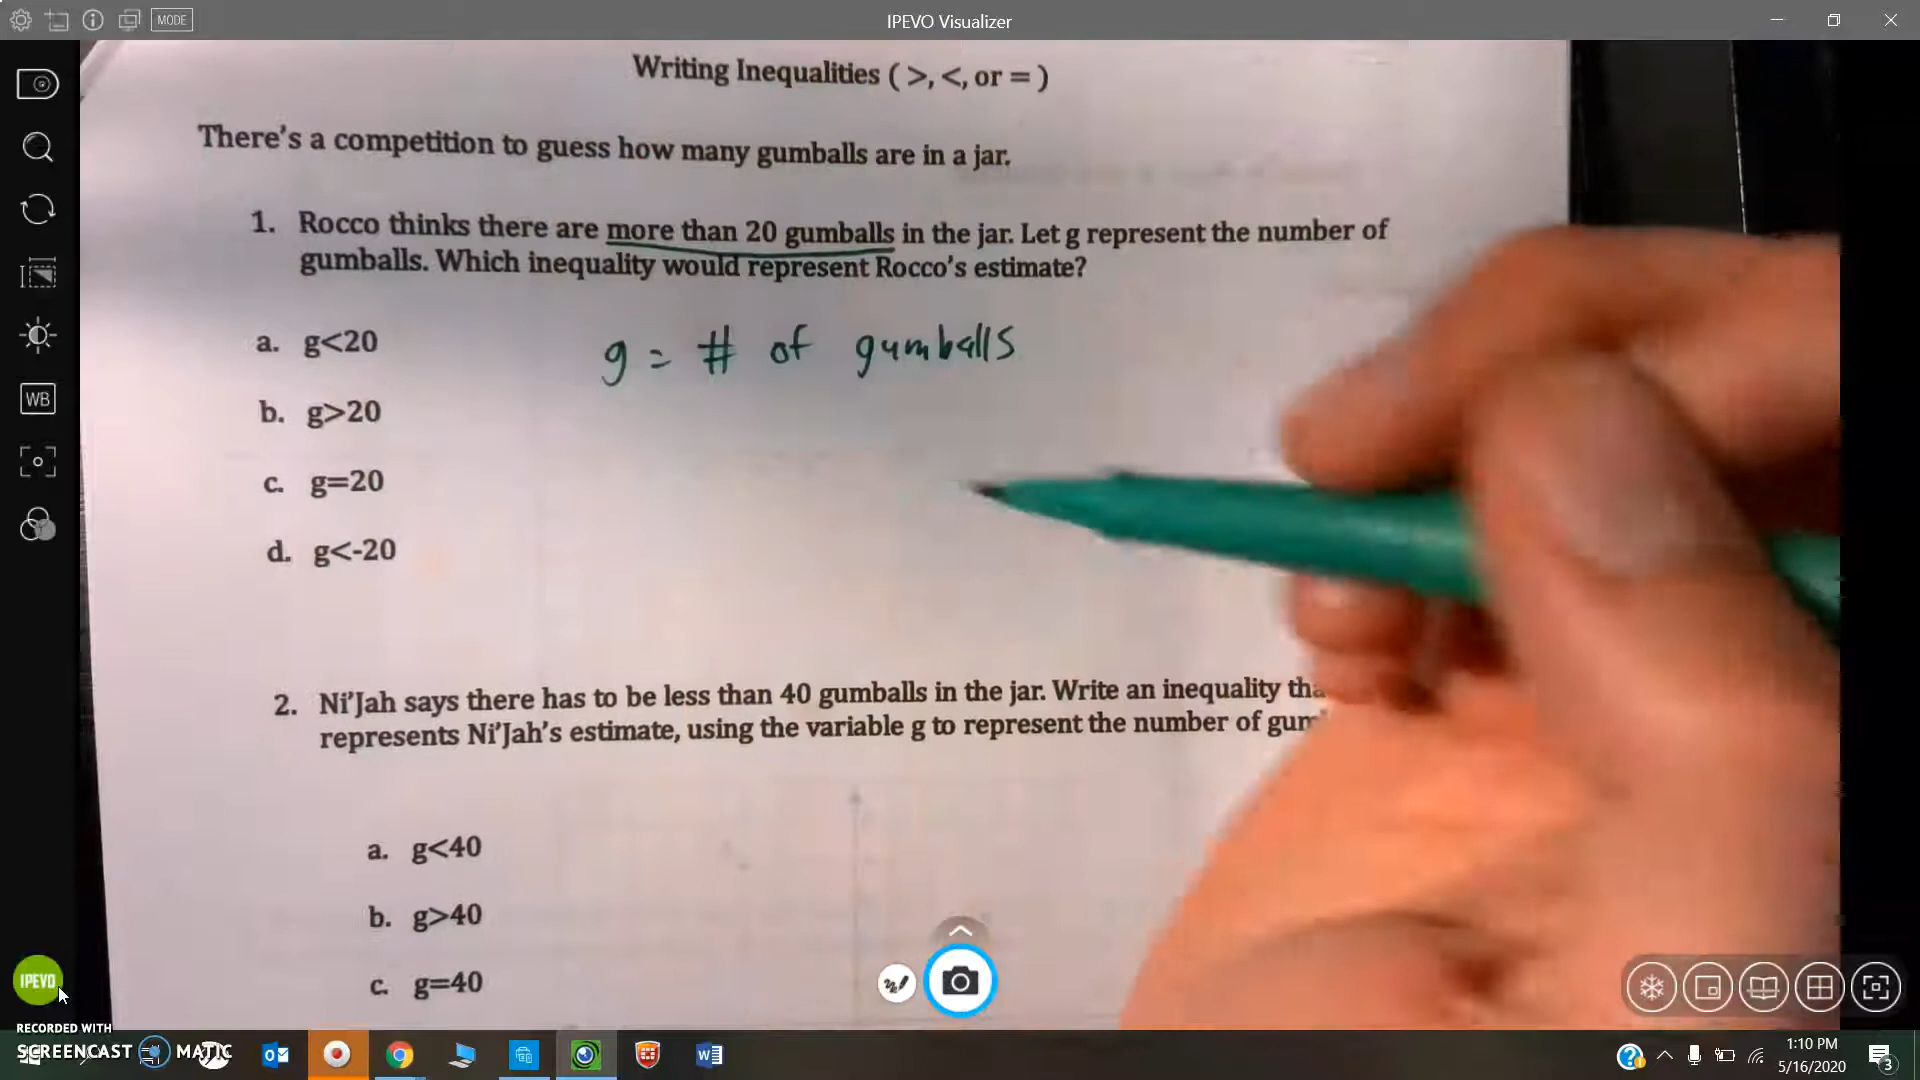 MODE
IPEVO Visualizer
Writing Inequalities ( >, <, or = )
There's a competition to guess how many gumballs are in a jar.
1. Rocco thinks there are more than 20 gumballs in the jar. Let g represent the number of
gumballs. Which inequality would represent Rocco's estimate?
a. g<20
g = # of gumballs
b. g>20
c. g=20
d. g<-20
2. Ni'Jah says there has to be less than 40 gumballs in the jar. Write an inequality
represents Ni'Jah's estimate, using the variable g to represent the number of
a. g<40
b. g>40
c. g=40
WB
IPEVO
RECORDED WITH
SCREENCAST MATIC
1:10 PM
5/16/2020
3